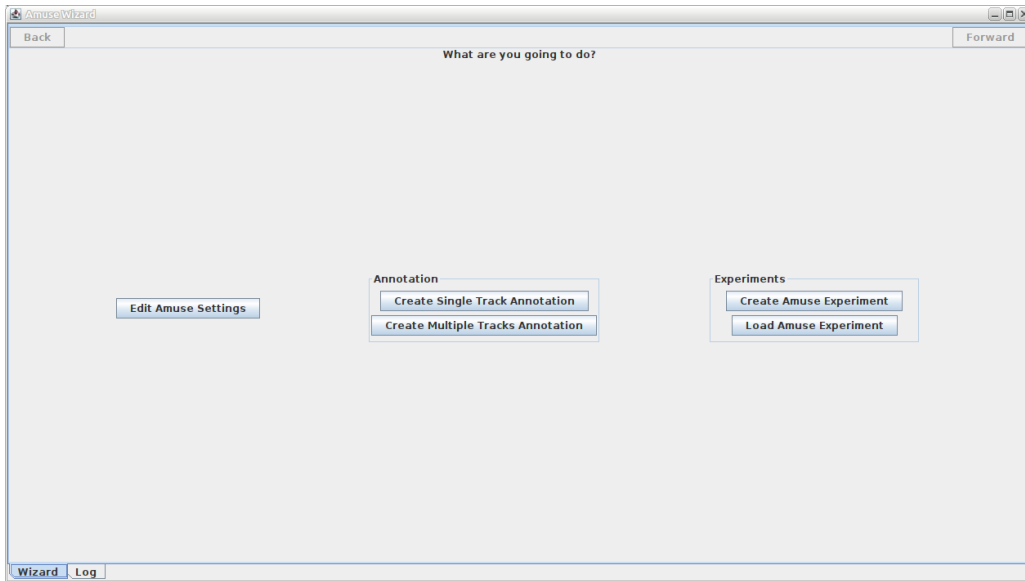 Amuse Wizard
Back
Forward
What are you going to do?
Edit Amuse Settings
Annotation
Create Single Track Annotation
Create Multiple Tracks Annotation
Experiments
Create Amuse Experiment
Load Amuse Experiment
Wizard
Log